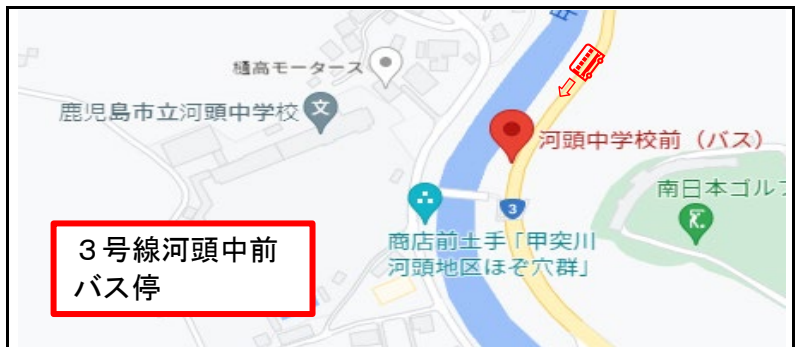 樋高モータース
鹿児島市立河頭中学校
文
河頭中学校前（バス）
南日本ゴルフ
3
商店前土手「甲突川
河頭地区ほぞ穴群」
３号線河頭中前
バス停